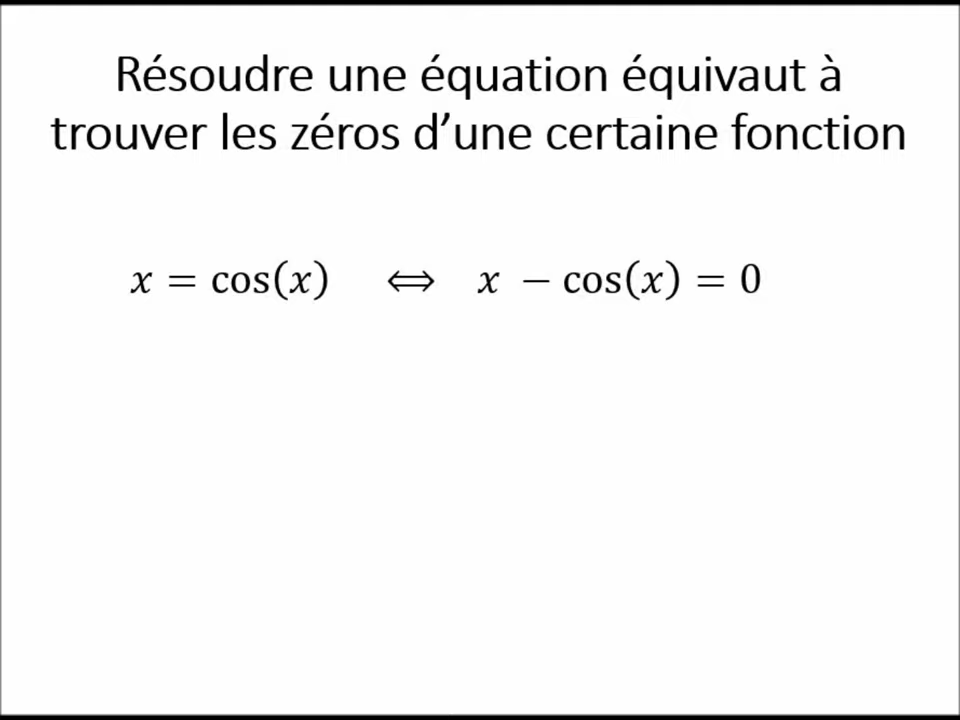 Résoudre une équation équivaut à
trouver les zéros d’une certaine fonction
x = cos(x) ⟺ x − cos(x) = 0